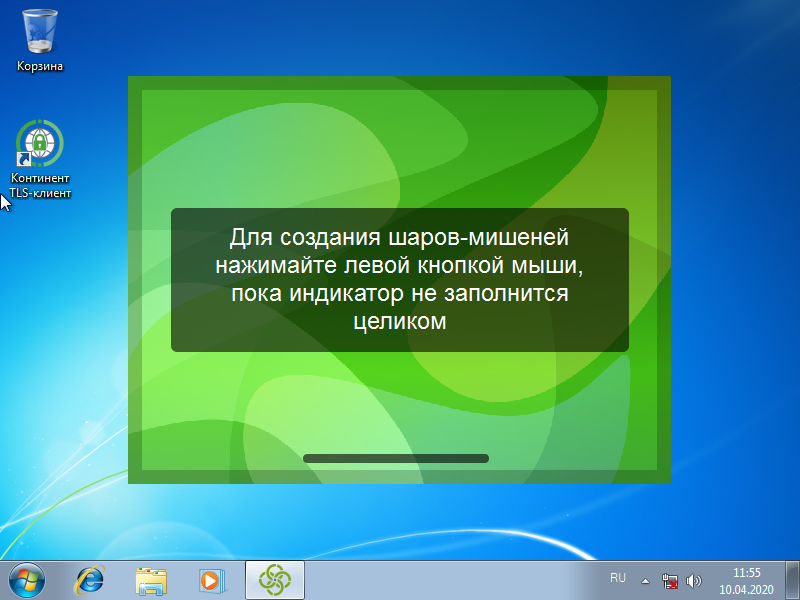 Корзина
Континент
TLS-клиент
Для создания шаров-мишеней
нажимайте левой кнопкой мыши,
пока индикатор не заполнится
целиком
RU
11:55
10.04.2020